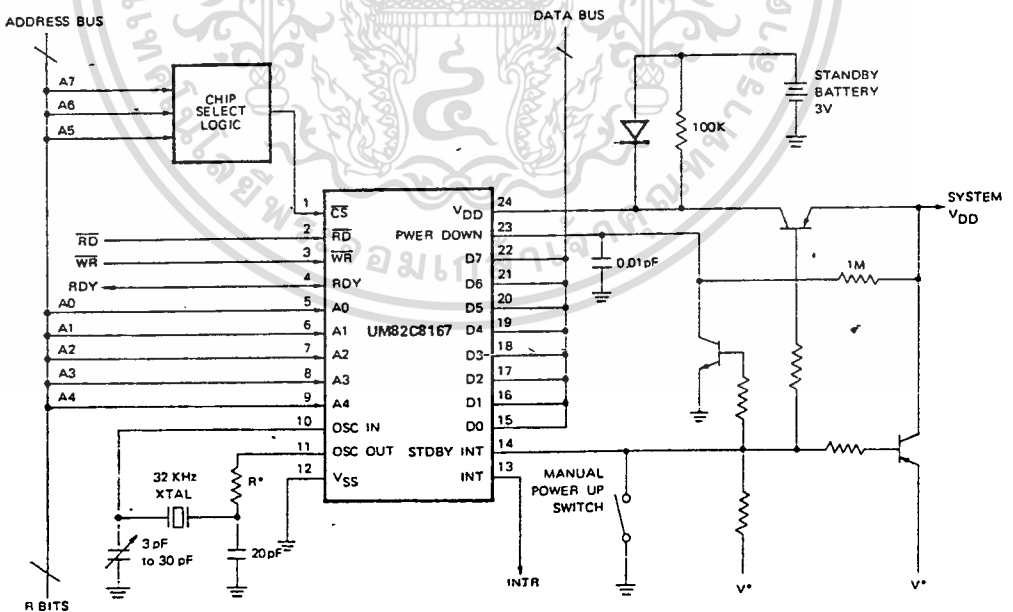 ADDRESS BUS
DATA BUS
A7
A6
A5
CHIP
SELECT
LOGIC
STANDBY
BATTERY
3V
100K
SYSTEM
VDD
1
CS
24
VDD
RD
2
RD
PWER DOWN
23
WR
3
WR
D7
22
0.01pF
1M
RDY
4
RDY
D6
21
A0
5
A0
D5
20
A1
6
A1
UM82C8167
D4
19
A2
7
A2
D3
18
A3
8
A3
D2
17
A4
9
A4
D1
16
10
OSC IN
D0
15
11
OSC OUT
STDBY INT
14
12
VSS
INT
13
32 KHz
XTAL
R*
MANUAL
POWER UP
SWITCH
3 pF
to 30 pF
20pF
INTR
V+
V+
8 BITS